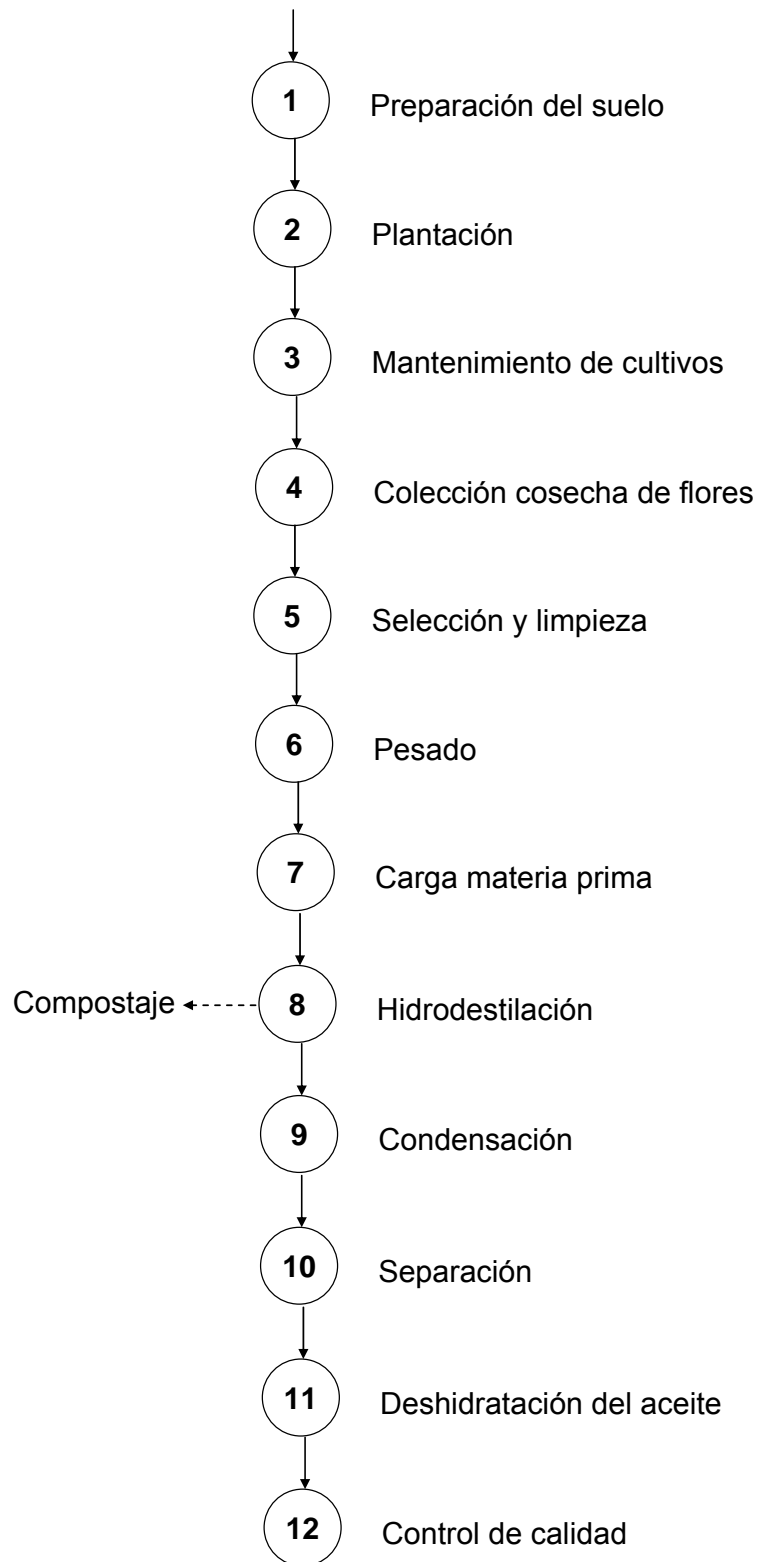 1 Preparación del suelo
2 Plantación
3 Mantenimiento de cultivos
4 Colección cosecha de flores
5 Selección y limpieza
6 Pesado
7 Carga materia prima
Compostaje 8 Hidrodestilación
9 Condensación
10 Separación
11 Deshidratación del aceite
12 Control de calidad